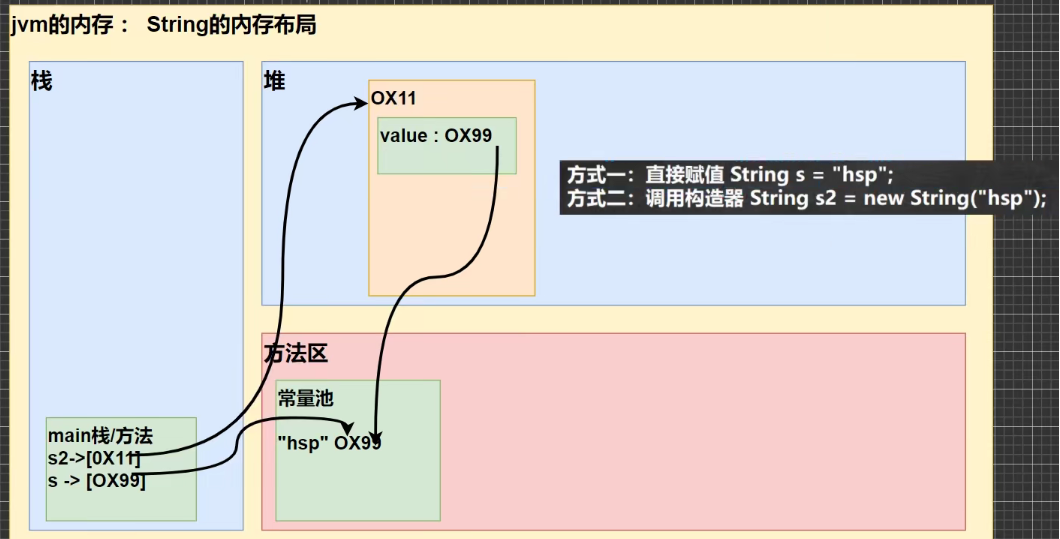 jvm的内存： String的内存布局
栈
堆
OX11
value : OX99
方式一：直接赋值 String s = "hsp";
方式二：调用构造器 String s2 = new String("hsp");
方法区
常量池
"hsp" OX99
main栈/方法
s2->[0X11]
s -> [OX99]